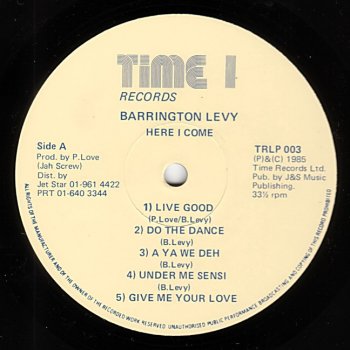 TIME 1
RECORDS
BARRINGTON LEVY
HERE I COME
Side A
Prod. by P.Love
(Jah Screw)
Dist. by
Jet Star 01-961 4422
PRT 01-640 3344
TRLP 003
(P)&(C) 1985
Time Records Ltd.
Pub. by J&S Music
Publishing.
33⅓ rpm
1) LIVE GOOD
(P.Love/B.Levy)
2) DO THE DANCE
(B.Levy)
3) A YA WE DEH
(B.Levy)
4) UNDER ME SENSI
(B.Levy)
5) GIVE ME YOUR LOVE
ALL RIGHTS OF THE MANUFACTURER AND OF THE OWNER OF THE RECORDED WORK RESERVED UNAUTHORISED PUBLIC PERFORMANCE BROADCASTING AND COPYING OF THIS RECORD PROHIBITED